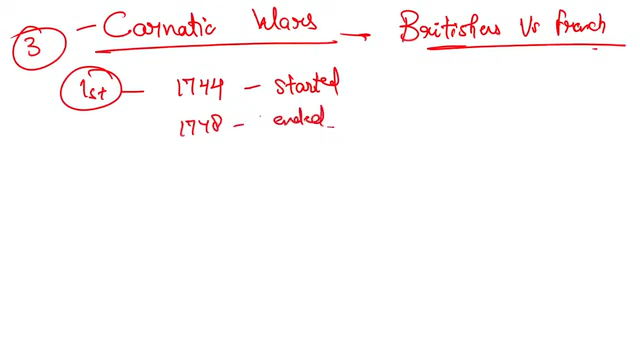 3 - Carnatic Wars → Britishers Vs French
1st - 1744 - started
1748 - ended